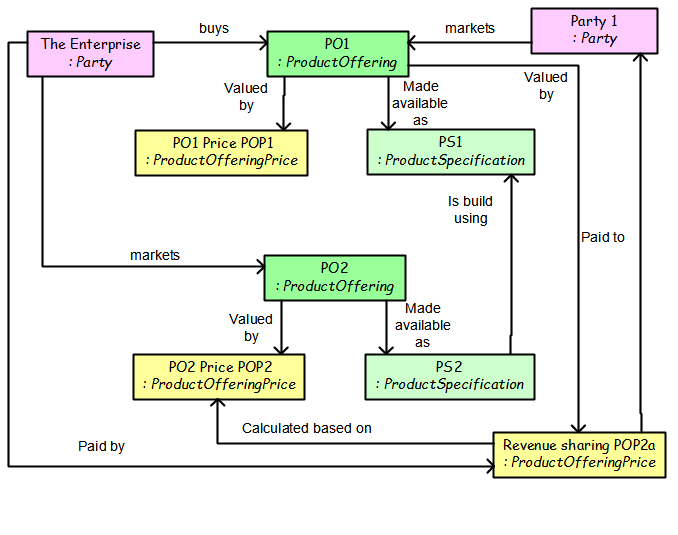 buys
markets
Party 1
: Party
The Enterprise
: Party
PO1
: ProductOffering
Valued
by
Made
available
as
Valued
by
PO1 Price POP1
: ProductOfferingPrice
PS1
: ProductSpecification
Is build
using
Paid to
markets
PO2
: ProductOffering
Valued
by
Made
available
as
PO2 Price POP2
: ProductOfferingPrice
PS2
: ProductSpecification
Calculated based on
Paid by
Revenue sharing POP2a
: ProductOfferingPrice